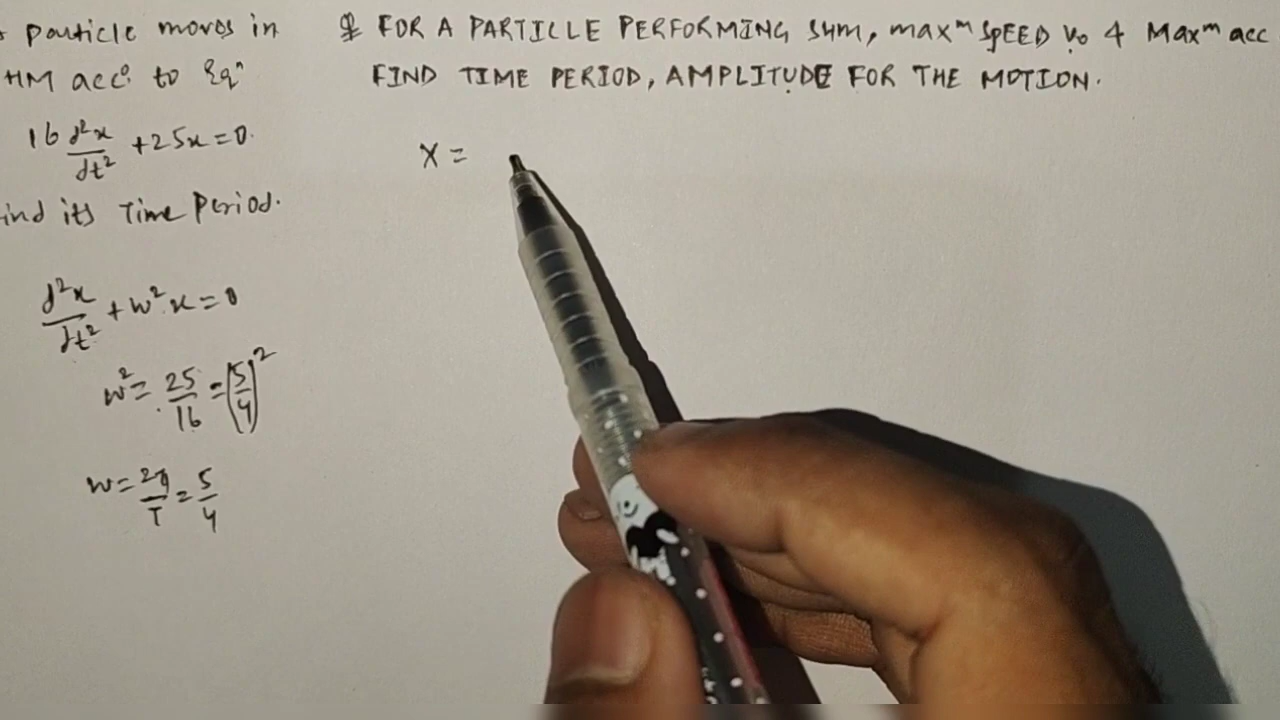 particle moves in
HM accⁿ to Eqⁿ
16 d²x/dt² + 25x = 0.
ind its Time Period.
d²x/dt² + w²x = 0
w² = 25/16 = (5/4)²
w = 2π/T = 5/4
Q FOR A PARTICLE PERFORMING SHM, maxᵐ SPEED V₀ & Maxᵐ acc
FIND TIME PERIOD, AMPLITUDE FOR THE MOTION.
X =